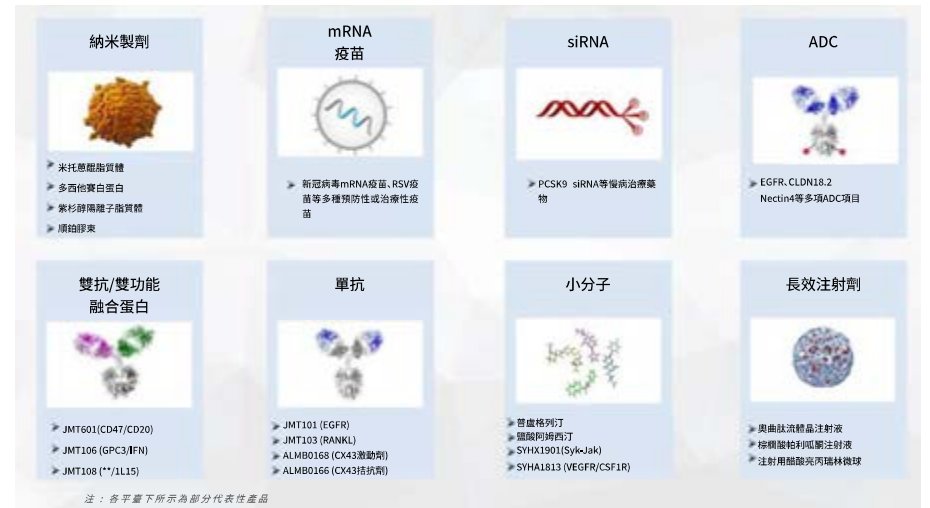 納米製劑
米托蒽醌脂質體
多西他賽白蛋白
紫杉醇陽離子脂質體
順鉑膠束
mRNA
疫苗
新冠病毒mRNA疫苗、RSV疫
苗等多種預防性或治療性疫
苗
siRNA
PCSK9 siRNA等慢病治療藥
物
ADC
EGFR、CLDN18.2
Nectin4等多項ADC項目
雙抗/雙功能
融合蛋白
JMT601(CD47/CD20)
JMT106 (GPC3/IFN)
JMT108 (**/1L15)
單抗
JMT101 (EGFR)
JMT103 (RANKL)
ALMB0168 (CX43激動劑)
ALMB0166 (CX43拮抗劑)
小分子
普盧格列汀
鹽酸阿姆西汀
SYHX1901(Syk-Jak)
SYHA1813 (VEGFR/CSF1R)
長效注射劑
奧曲肽流體晶注射液
棕櫚酸帕利哌酮注射液
注射用醋酸亮丙瑞林微球
注：各平臺下所示為部分代表性產品